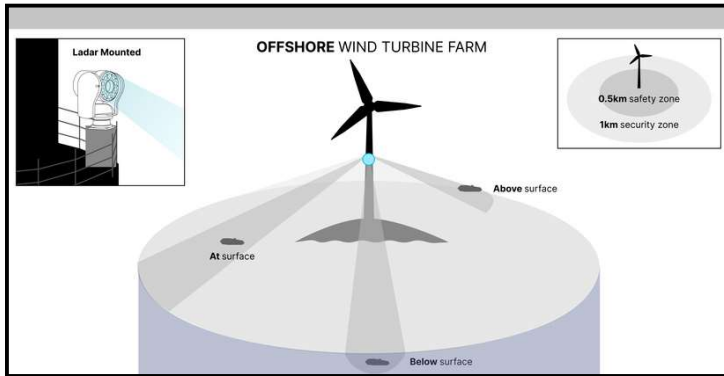 Ladar Mounted
OFFSHORE WIND TURBINE FARM
0.5km safety zone
1km security zone
Above surface
At surface
Below surface